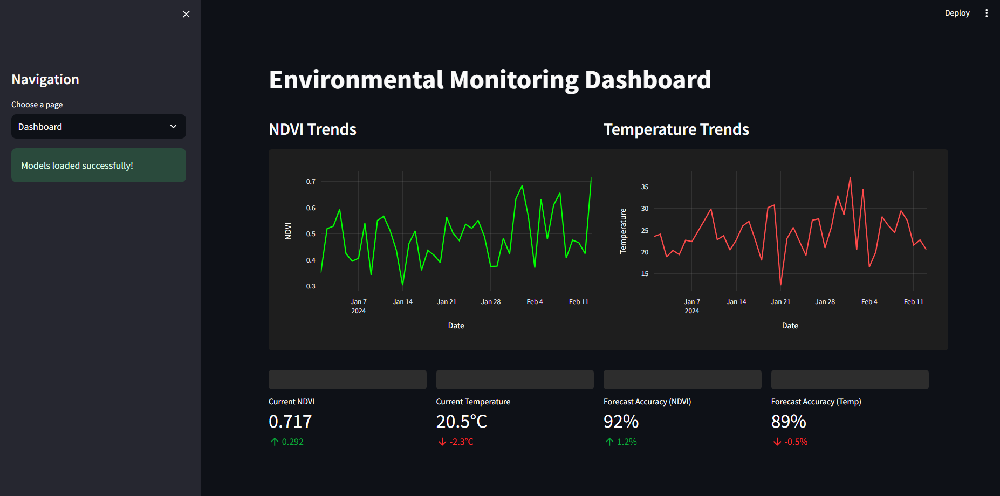 Deploy
Navigation
Choose a page
Dashboard
Models loaded successfully!
Environmental Monitoring Dashboard
NDVI Trends
Temperature Trends
NDVI
0.7
0.6
0.5
0.4
0.3
Jan 7
2024
Jan 14
Jan 21
Jan 28
Feb 4
Feb 11
Date
Temperature
35
30
25
20
15
Jan 7
2024
Jan 14
Jan 21
Jan 28
Feb 4
Feb 11
Date
Current NDVI
0.717
↑ 0.292
Current Temperature
20.5°C
↓ -2.3°C
Forecast Accuracy (NDVI)
92%
↑ 1.2%
Forecast Accuracy (Temp)
89%
↓ -0.5%